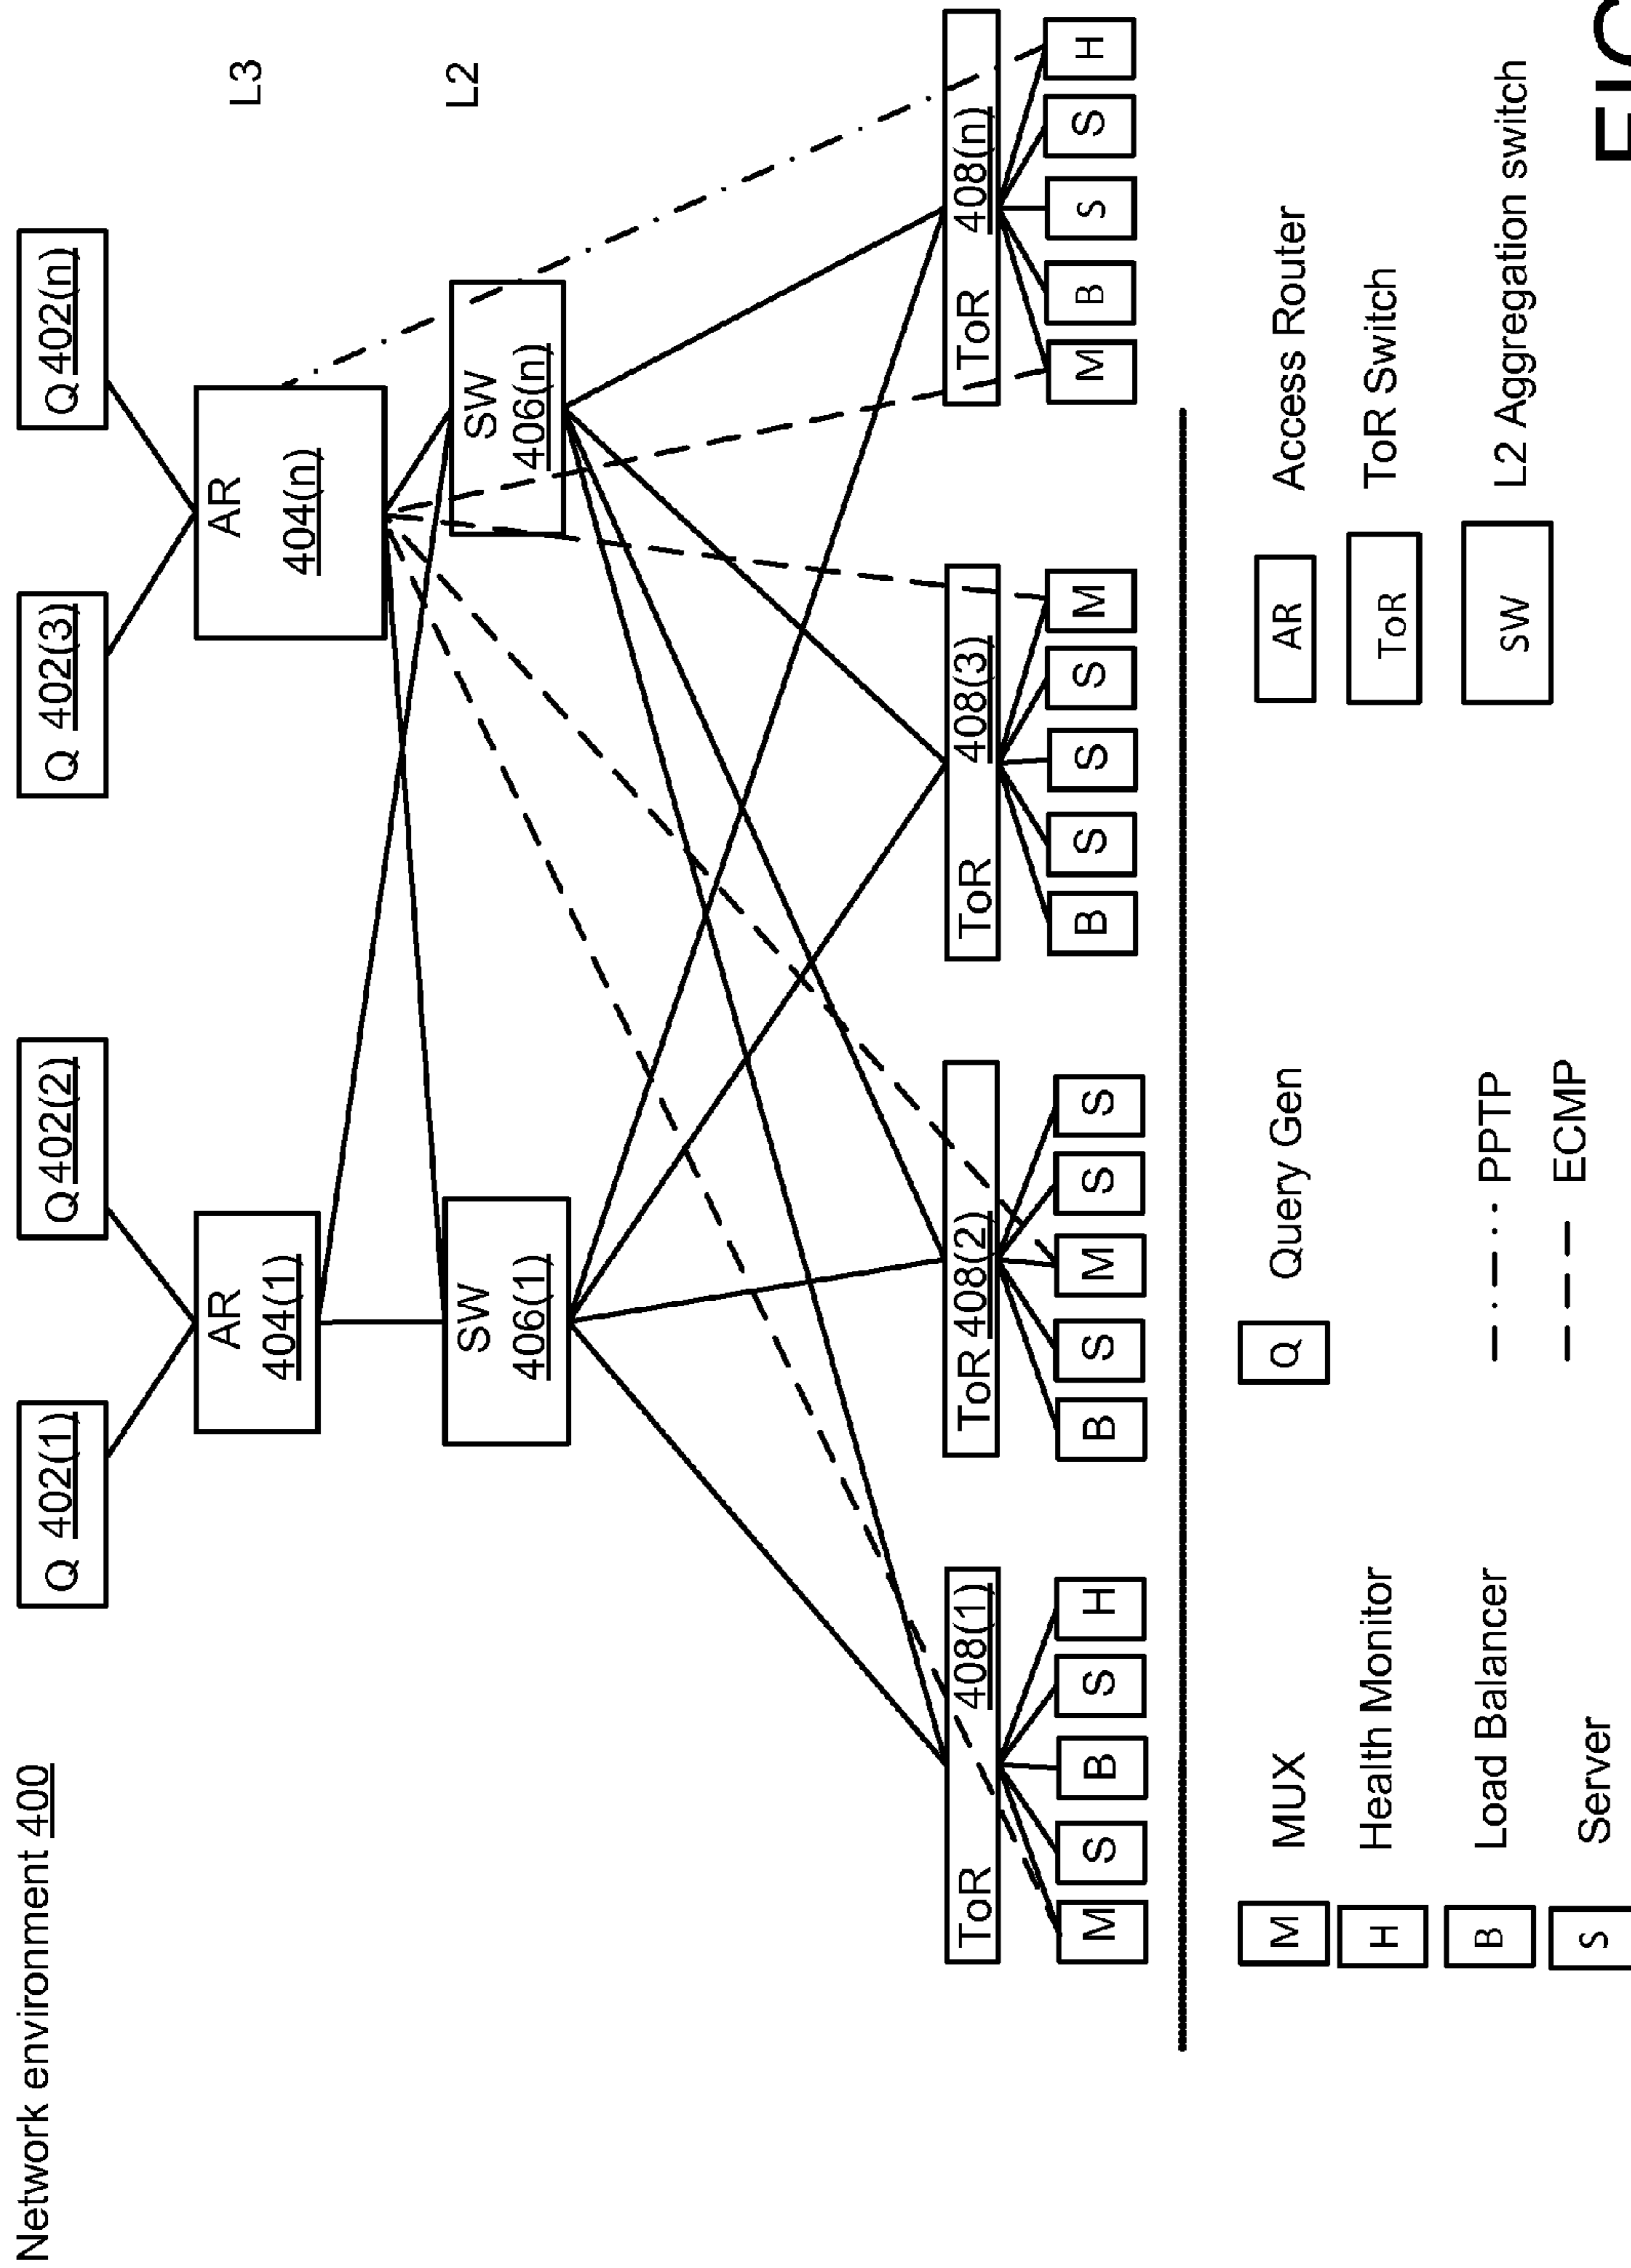 Network environment 400
Q 402(1)
Q 402(2)
Q 402(3)
Q 402(n)
AR
404(1)
AR
404(n)
L3
SW
406(1)
SW
406(n)
L2
ToR 408(1)
ToR 408(2)
ToR 408(3)
ToR 408(n)
M S B S H
B S M S S
B S S S M
M B S S H
M MUX
H Health Monitor
B Load Balancer
S Server
Q Query Gen
PPTP
ECMP
AR Access Router
ToR ToR Switch
SW L2 Aggregation switch